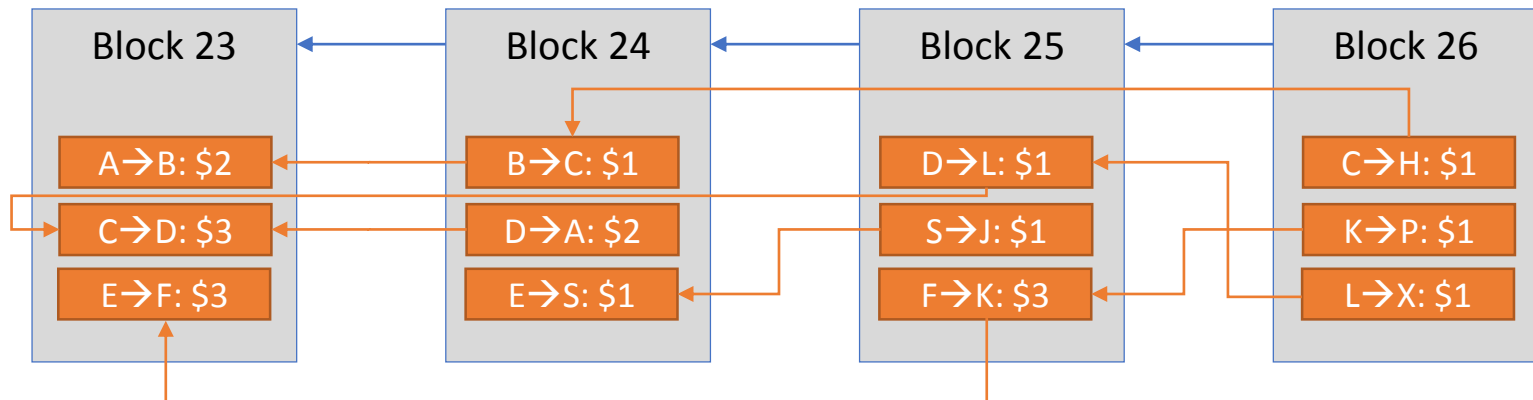 Block 23
A→B: $2
C→D: $3
E→F: $3
Block 24
B→C: $1
D→A: $2
E→S: $1
Block 25
D→L: $1
S→J: $1
F→K: $3
Block 26
C→H: $1
K→P: $1
L→X: $1